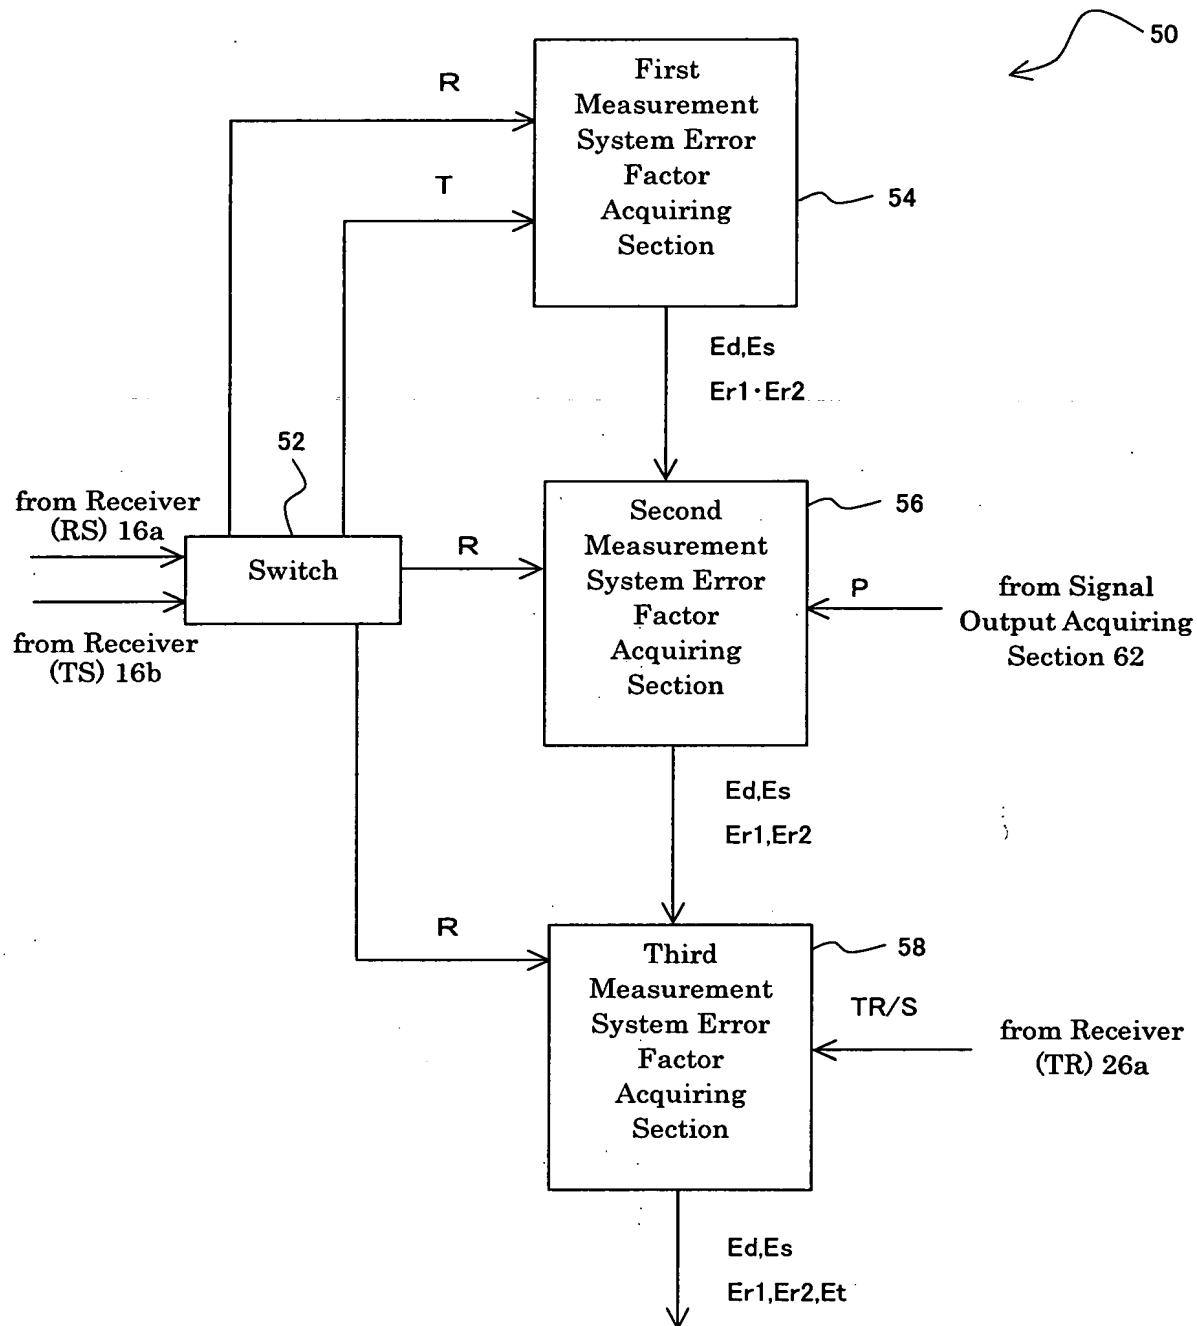 50
First
Measurement
System Error
Factor
Acquiring
Section
R
T
54
Ed,Es
Er1・Er2
52
from Receiver
(RS) 16a
Switch
from Receiver
(TS) 16b
R
Second
Measurement
System Error
Factor
Acquiring
Section
56
P
from Signal
Output Acquiring
Section 62
Ed,Es
Er1,Er2
R
Third
Measurement
System Error
Factor
Acquiring
Section
58
TR/S
from Receiver
(TR) 26a
Ed,Es
Er1,Er2,Et